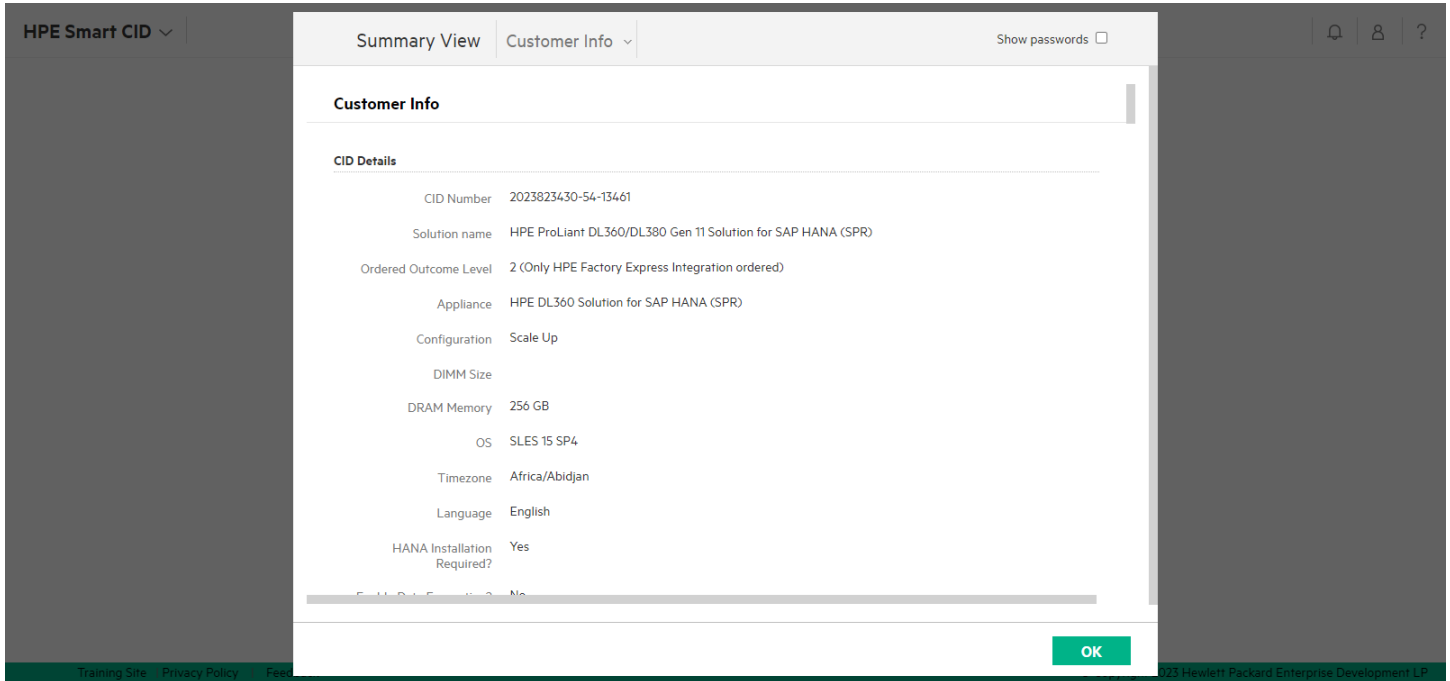 HPE Smart CID
Summary View Customer Info Show passwords
?
Customer Info
CID Details
CID Number 2023823430-54-13461
Solution name HPE ProLiant DL360/DL380 Gen 11 Solution for SAP HANA (SPR)
Ordered Outcome Level 2 (Only HPE Factory Express Integration ordered)
Appliance HPE DL360 Solution for SAP HANA (SPR)
Configuration Scale Up
DIMM Size
DRAM Memory 256 GB
OS SLES 15 SP4
Timezone Africa/Abidjan
Language English
HANA Installation Yes
Required?
No
OK
Training Site Privacy Policy 2023 Hewlett Packard Enterprise Development LP